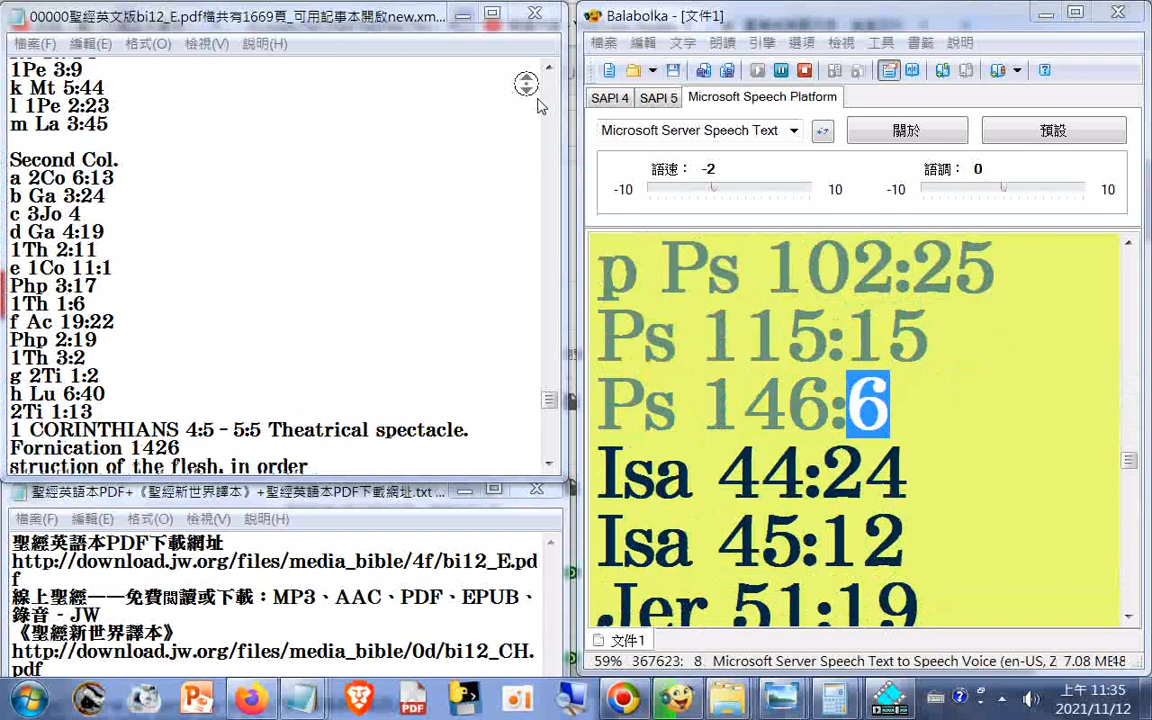 00000聖經英文版bi12_E.pdf檔共有1669頁_可用記事本開啟new.xm...
檔案(F) 編輯(E) 格式(O) 檢視(V) 說明(H)
1Pe 3:9
k Mt 5:44
l 1Pe 2:23
m La 3:45
Second Col.
a 2Co 6:13
b Ga 3:24
c 3Jo 4
d Ga 4:19
1Th 2:11
e 1Co 11:1
Php 3:17
1Th 1:6
f Ac 19:22
Php 2:19
1Th 3:2
g 2Ti 1:2
h Lu 6:40
2Ti 1:13
1 CORINTHIANS 4:5–5:5 Theatrical spectacle.
Fornication 1426
struction of the flesh, in order
聖經英語本PDF+《聖經新世界譯本》+聖經英語本PDF下載網址.txt ...
檔案(F) 編輯(E) 格式(O) 檢視(V) 說明(H)
聖經英語本PDF下載網址
http://download.jw.org/files/media_bible/4f/bi12_E.pd
f
線上聖經——免費閱讀或下載：MP3、AAC、PDF、EPUB、
錄音 - JW
《聖經新世界譯本》
http://download.jw.org/files/media_bible/0d/bi12_CH.
pdf
Balabolka - [文件1]
檔案 編輯 文字 朗讀 引擎 選項 檢視 工具 書籤 說明
SAPI 4 SAPI 5 Microsoft Speech Platform
Microsoft Server Speech Text 關於 預設
語速： -2 語調： 0
-10 10 -10 10
p Ps 102:25
Ps 115:15
Ps 146:6
Isa 44:24
Isa 45:12
Jer 51:19
文件1
59% 367623: 8 Microsoft Server Speech Text to Speech Voice (en-US, Z 7.08 MB
上午 11:35
2021/11/12